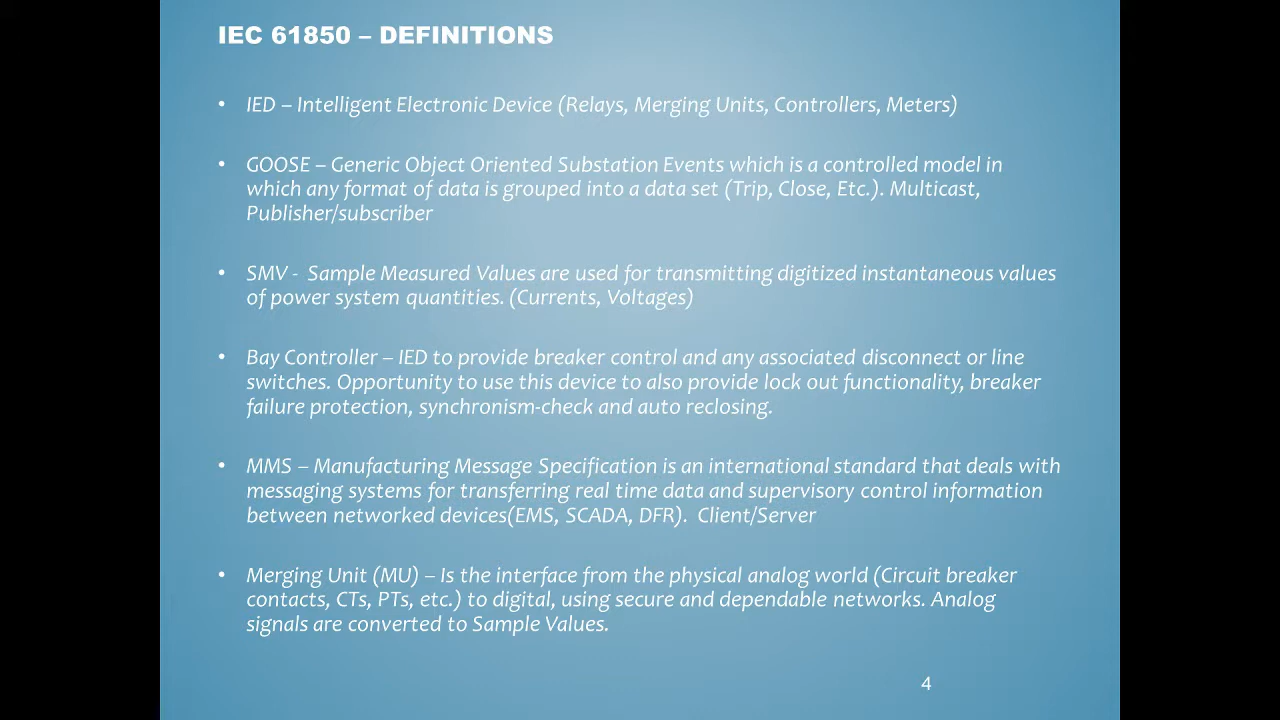 IEC 61850 – DEFINITIONS
• IED – Intelligent Electronic Device (Relays, Merging Units, Controllers, Meters)
• GOOSE – Generic Object Oriented Substation Events which is a controlled model in
which any format of data is grouped into a data set (Trip, Close, Etc.). Multicast,
Publisher/subscriber
• SMV -  Sample Measured Values are used for transmitting digitized instantaneous values
of power system quantities. (Currents, Voltages)
• Bay Controller – IED to provide breaker control and any associated disconnect or line
switches. Opportunity to use this device to also provide lock out functionality, breaker
failure protection, synchronism-check and auto reclosing.
• MMS – Manufacturing Message Specification is an international standard that deals with
messaging systems for transferring real time data and supervisory control information
between networked devices(EMS, SCADA, DFR).  Client/Server
• Merging Unit (MU) – Is the interface from the physical analog world (Circuit breaker
contacts, CTs, PTs, etc.) to digital, using secure and dependable networks. Analog
signals are converted to Sample Values.
4